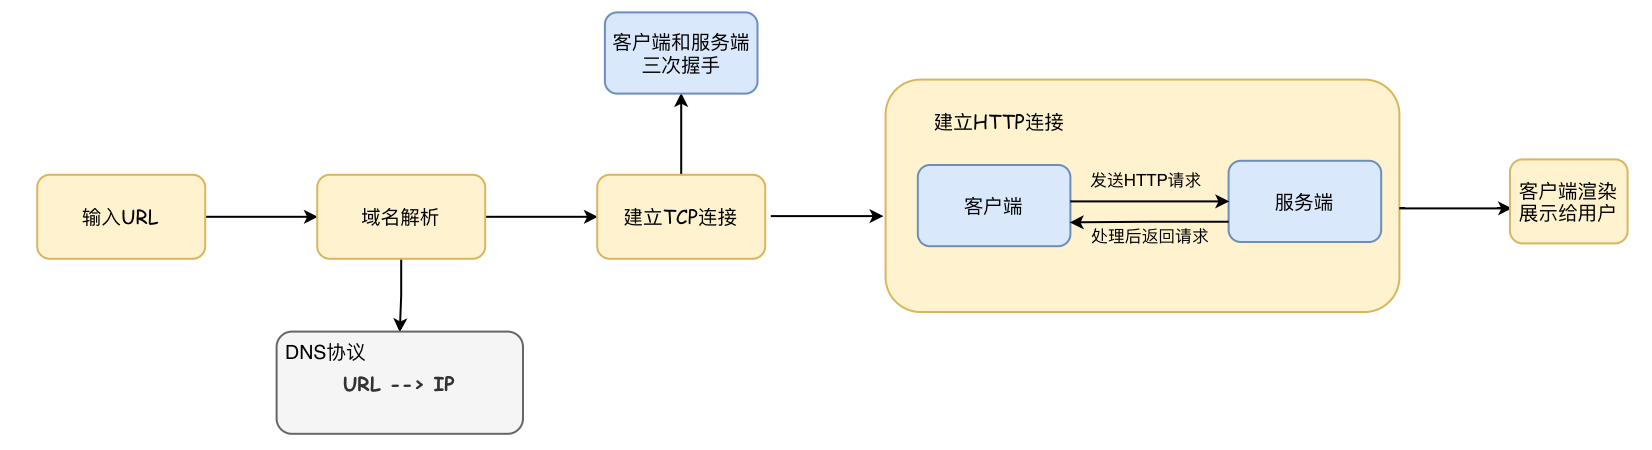 客户端和服务端
三次握手
建立HTTP连接
输入URL
域名解析
建立TCP连接
客户端
发送HTTP请求
处理后返回请求
服务端
客户端渲染
展示给用户
DNS协议
URL --> IP